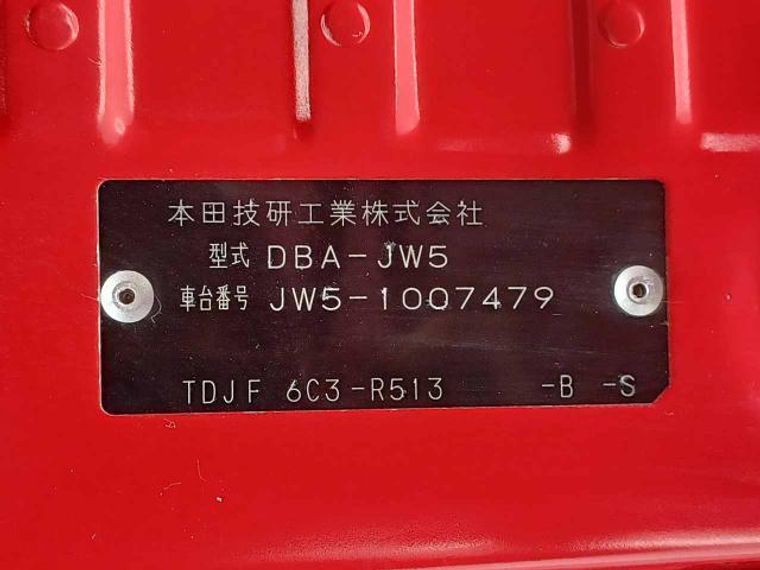 本田技研工業株式会社
型式 DBA-JW5
車台番号 JW5-1007479
TDJF 6C3-R513 -B -S